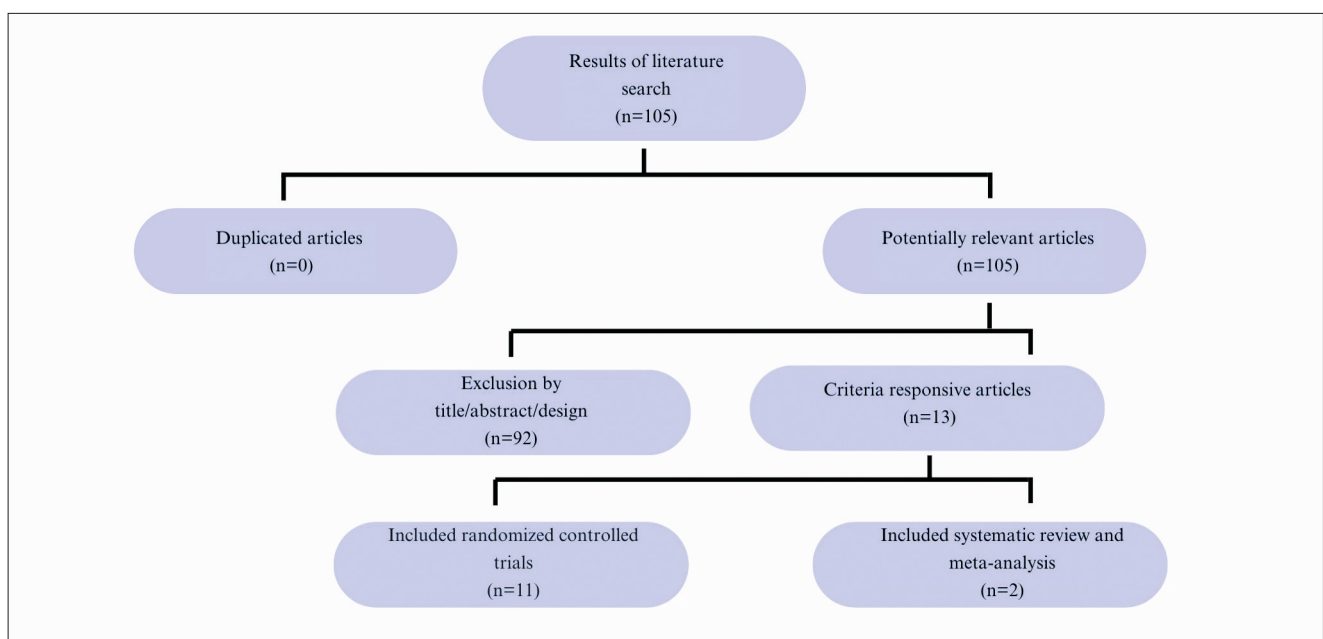 Results of literature
search
(n=105)
Duplicated articles
(n=0)
Potentially relevant articles
(n=105)
Exclusion by
title/abstract/design
(n=92)
Criteria responsive articles
(n=13)
Included randomized controlled
trials
(n=11)
Included systematic review and
meta-analysis
(n=2)